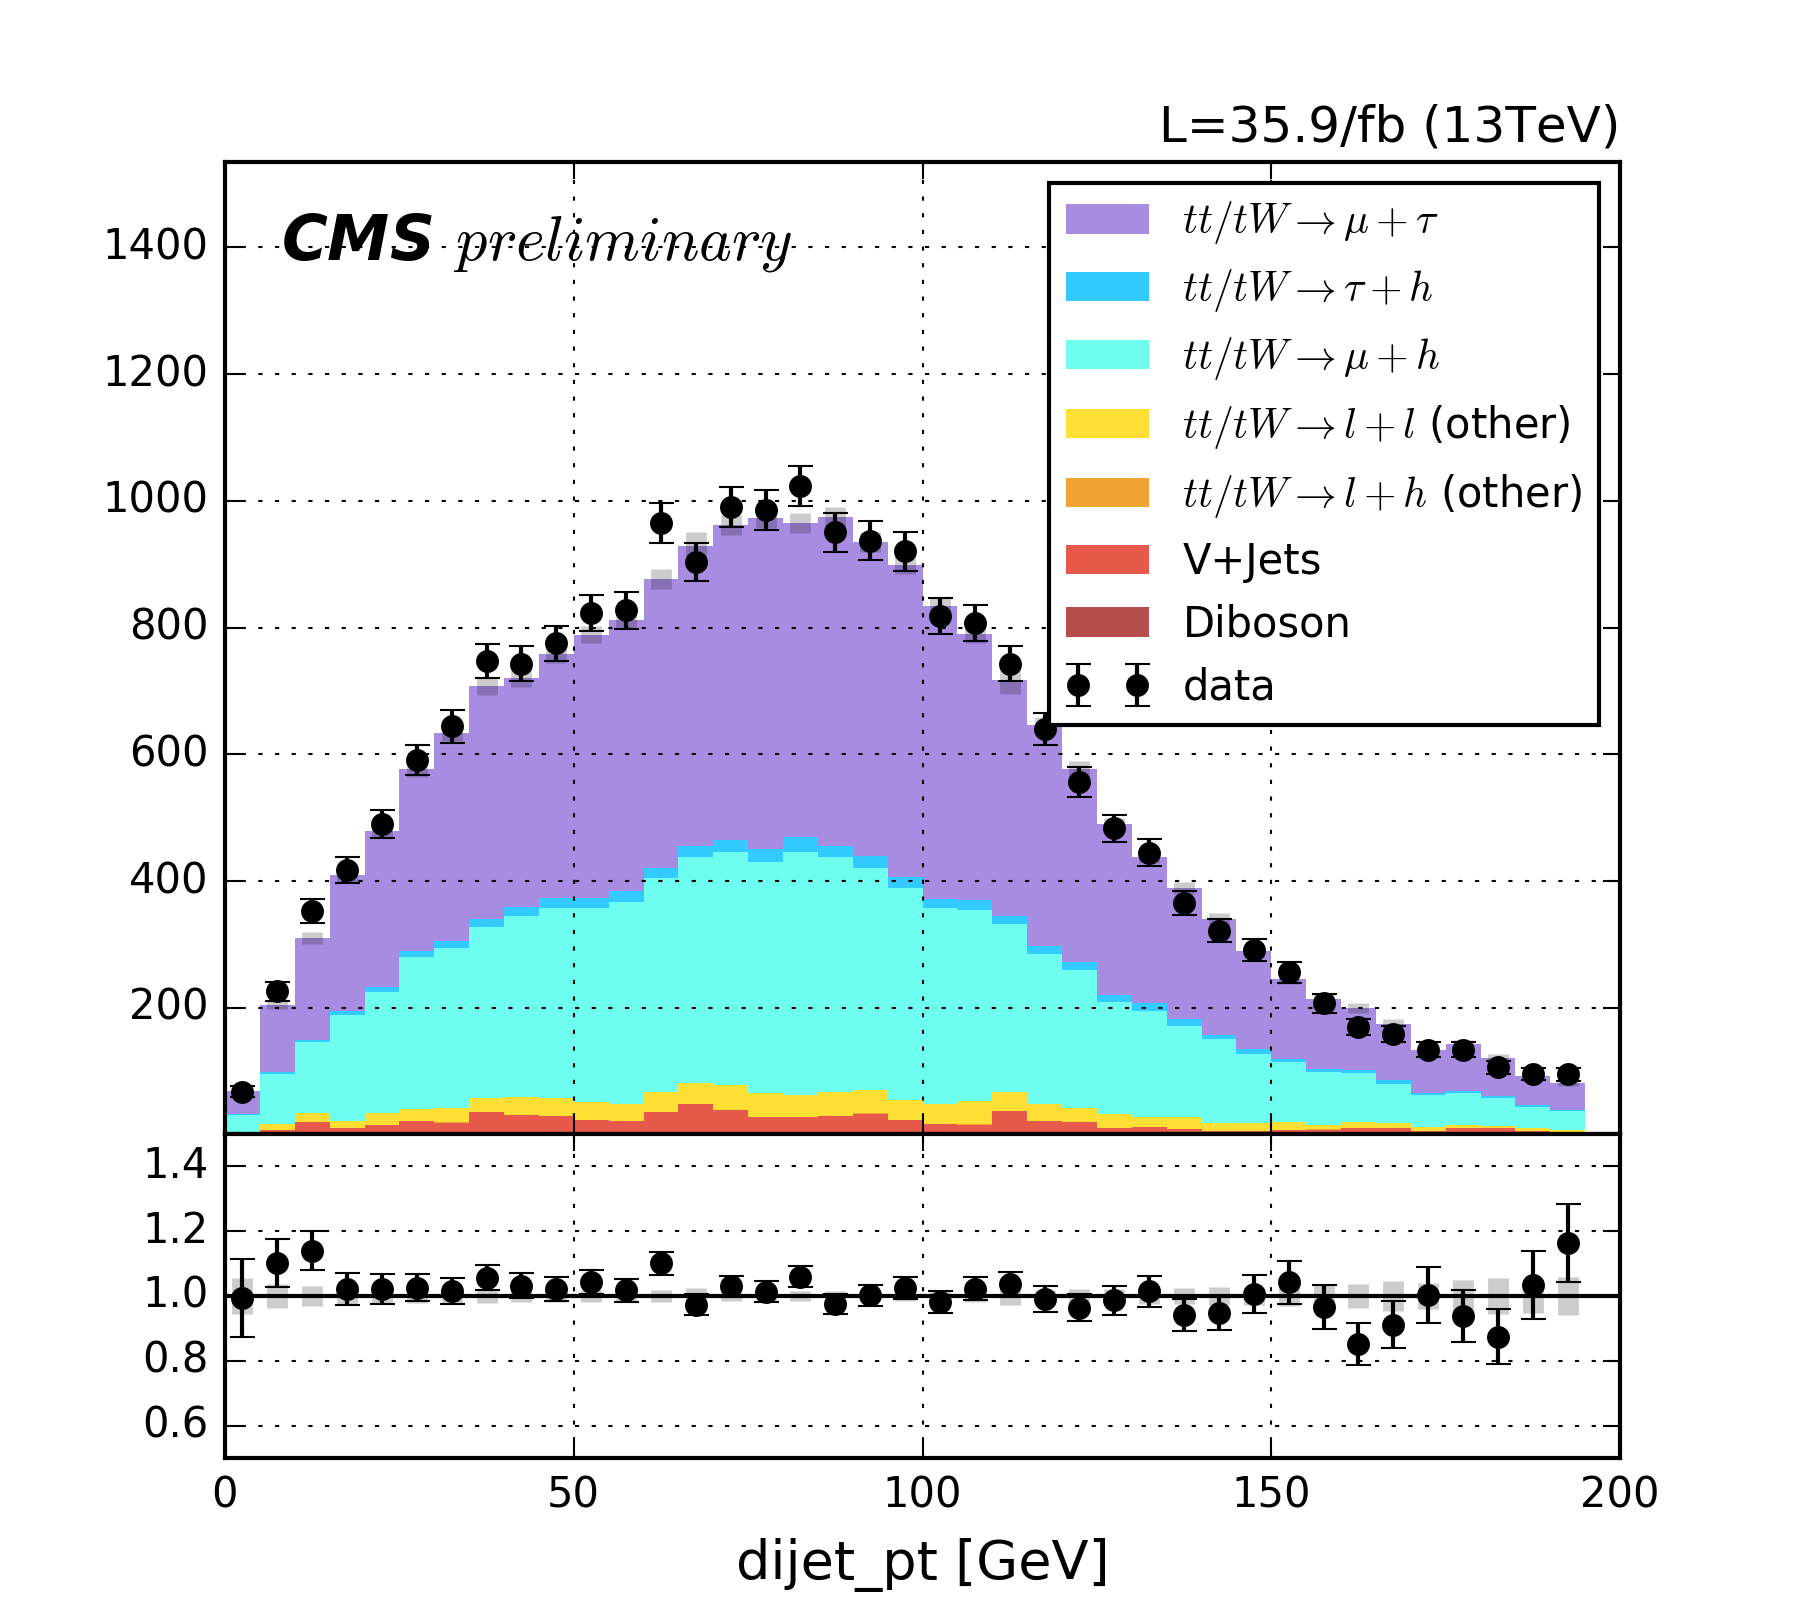 L=35.9/fb (13TeV)
CMS preliminary
tt/tW→μ+τ
tt/tW→τ+h
tt/tW→μ+h
tt/tW→l+l (other)
tt/tW→l+h (other)
V+Jets
Diboson
data
1400
1200
1000
800
600
400
200
1.4
1.2
1.0
0.8
0.6
0 50 100 150 200
dijet_pt [GeV]